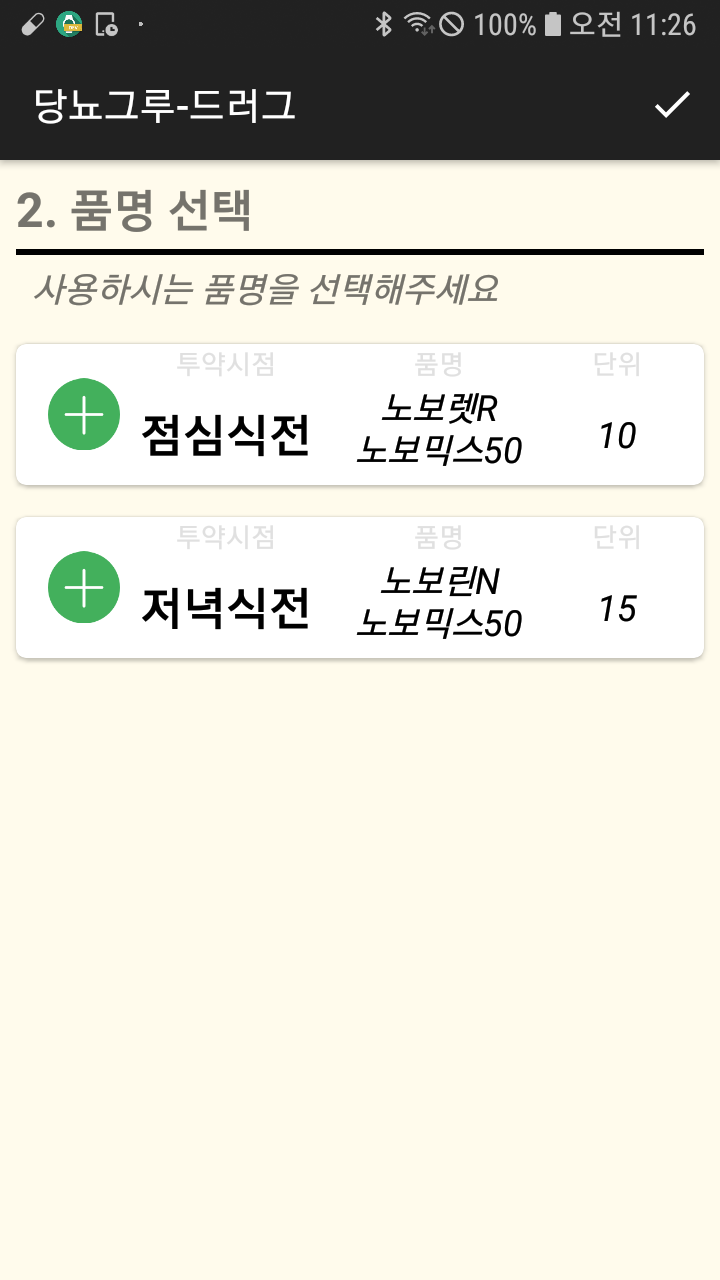 100% 오전 11:26
당뇨그루-드러그
2. 품명 선택
사용하시는 품명을 선택해주세요
투약시점 품명 단위
점심식전 노보렛R 10
노보믹스50
투약시점 품명 단위
저녁식전 노보린N 15
노보믹스50